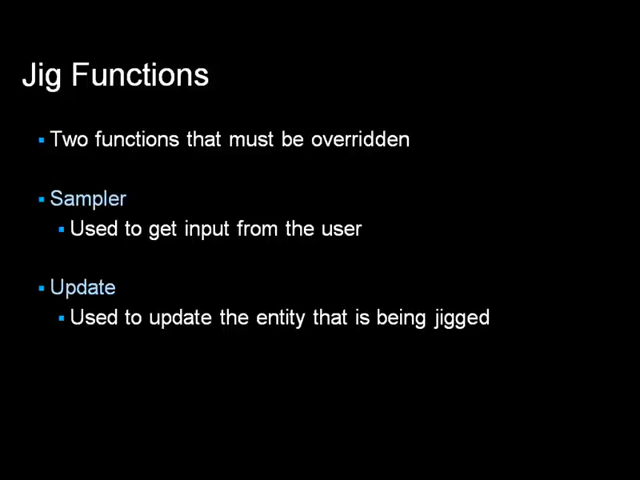 Jig Functions
Two functions that must be overridden
Sampler
Used to get input from the user
Update
Used to update the entity that is being jigged